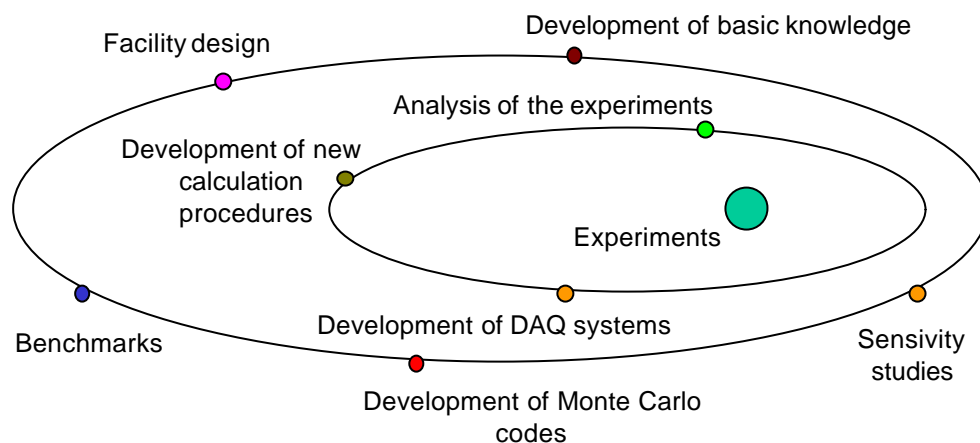 Development of basic knowledge
Facility design
Analysis of the experiments
Development of new
calculation
procedures
Experiments
Development of DAQ systems
Benchmarks
Sensivity
studies
Development of Monte Carlo
codes